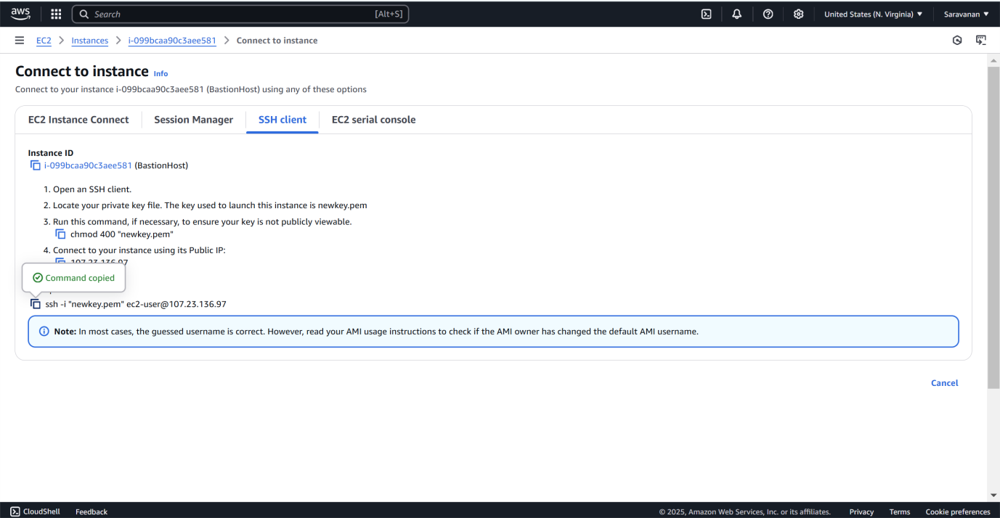 aws Search [Alt+S] United States (N. Virginia) ▼ Saravanan ▼
EC2 > Instances > i-099bcaa90c3aee581 > Connect to instance
Connect to instance Info
Connect to your instance i-099bcaa90c3aee581 (BastionHost) using any of these options
EC2 Instance Connect Session Manager SSH client EC2 serial console
Instance ID
i-099bcaa90c3aee581 (BastionHost)
1. Open an SSH client.
2. Locate your private key file. The key used to launch this instance is newkey.pem
3. Run this command, if necessary, to ensure your key is not publicly viewable.
chmod 400 "newkey.pem"
4. Connect to your instance using its Public IP:
107.23.136.97
Command copied
ssh -i "newkey.pem" ec2-user@107.23.136.97
Note: In most cases, the guessed username is correct. However, read your AMI usage instructions to check if the AMI owner has changed the default AMI username.
Cancel
CloudShell Feedback © 2025, Amazon Web Services, Inc. or its affiliates. Privacy Terms Cookie preferences